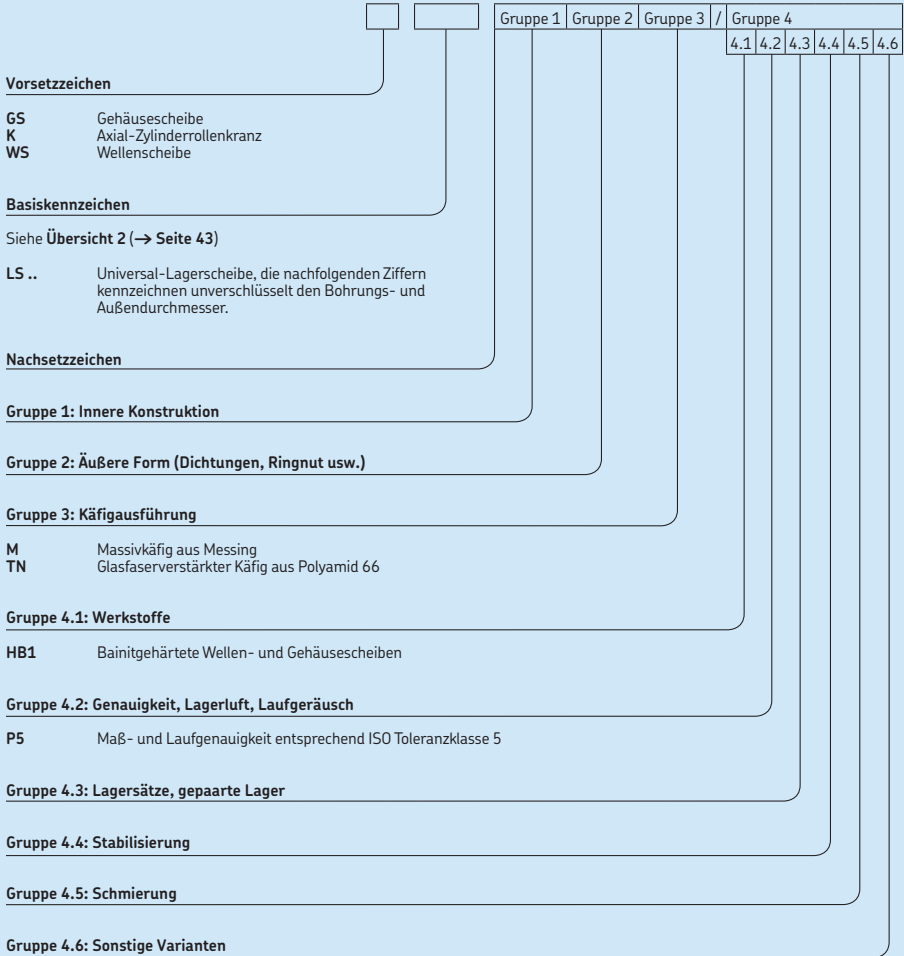 Gruppe 1 Gruppe 2 Gruppe 3 / Gruppe 4
4.1 4.2 4.3 4.4 4.5 4.6
Vorsetzzeichen
GS Gehäusescheibe
K Axial-Zylinderrollenkranz
WS Wellenscheibe
Basiskennzeichen
Siehe Übersicht 2 (→ Seite 43)
LS .. Universal-Lagerscheibe, die nachfolgenden Ziffern
kennzeichnen unverschlüsselt den Bohrungs- und
Außendurchmesser.
Nachsetzzeichen
Gruppe 1: Innere Konstruktion
Gruppe 2: Äußere Form (Dichtungen, Ringnut usw.)
Gruppe 3: Käfigausführung
M Massivkäfig aus Messing
TN Glasfaserverstärkter Käfig aus Polyamid 66
Gruppe 4.1: Werkstoffe
HB1 Bainitgehärtete Wellen- und Gehäusescheiben
Gruppe 4.2: Genauigkeit, Lagerluft, Laufgeräusch
P5 Maß- und Laufgenauigkeit entsprechend ISO Toleranzklasse 5
Gruppe 4.3: Lagersätze, gepaarte Lager
Gruppe 4.4: Stabilisierung
Gruppe 4.5: Schmierung
Gruppe 4.6: Sonstige Varianten